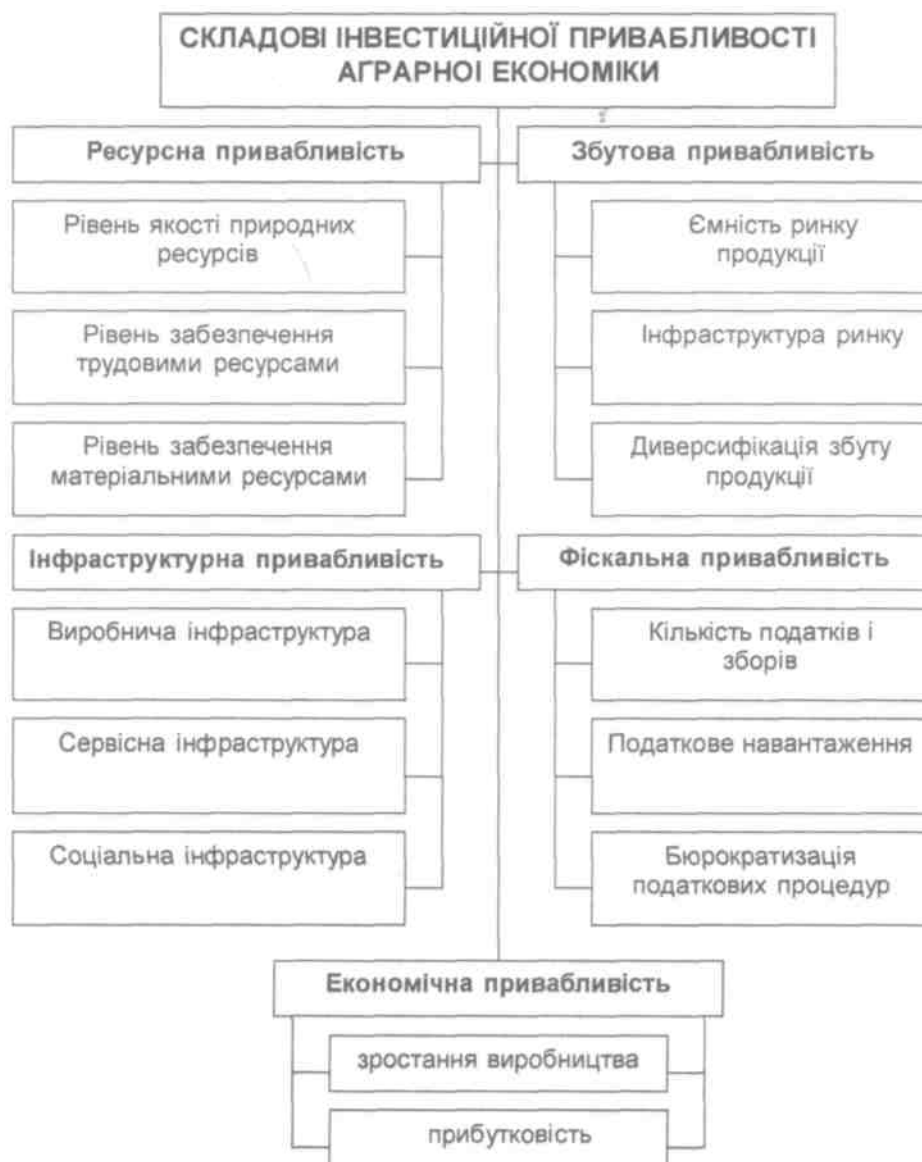 СКЛАДОВІ ІНВЕСТИЦІЙНОЇ ПРИВАБЛИВОСТІ
АГРАРНОЇ ЕКОНОМІКИ
Ресурсна привабливість
Рівень якості природних
ресурсів
Рівень забезпечення
трудовими ресурсами
Рівень забезпечення
матеріальними ресурсами
Збутова привабливість
Ємність ринку
продукції
Інфраструктура ринку
Диверсифікація збуту
продукції
Інфраструктурна привабливість
Виробнича інфраструктура
Сервісна інфраструктура
Соціальна інфраструктура
Фіскальна привабливість
Кількість податків і
зборів
Податкове навантаження
Бюрократизація
податкових процедур
Економічна привабливість
зростання виробництва
прибутковість